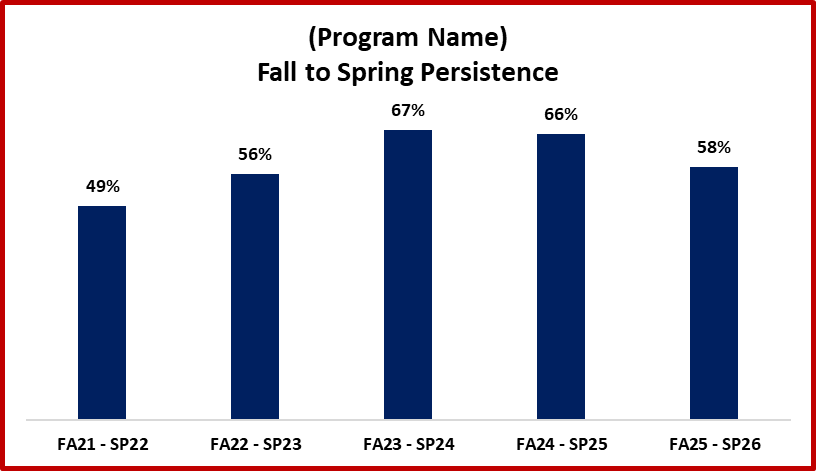 (Program Name)
Fall to Spring Persistence
49%
56%
67%
66%
58%
FA21 - SP22
FA22 - SP23
FA23 - SP24
FA24 - SP25
FA25 - SP26